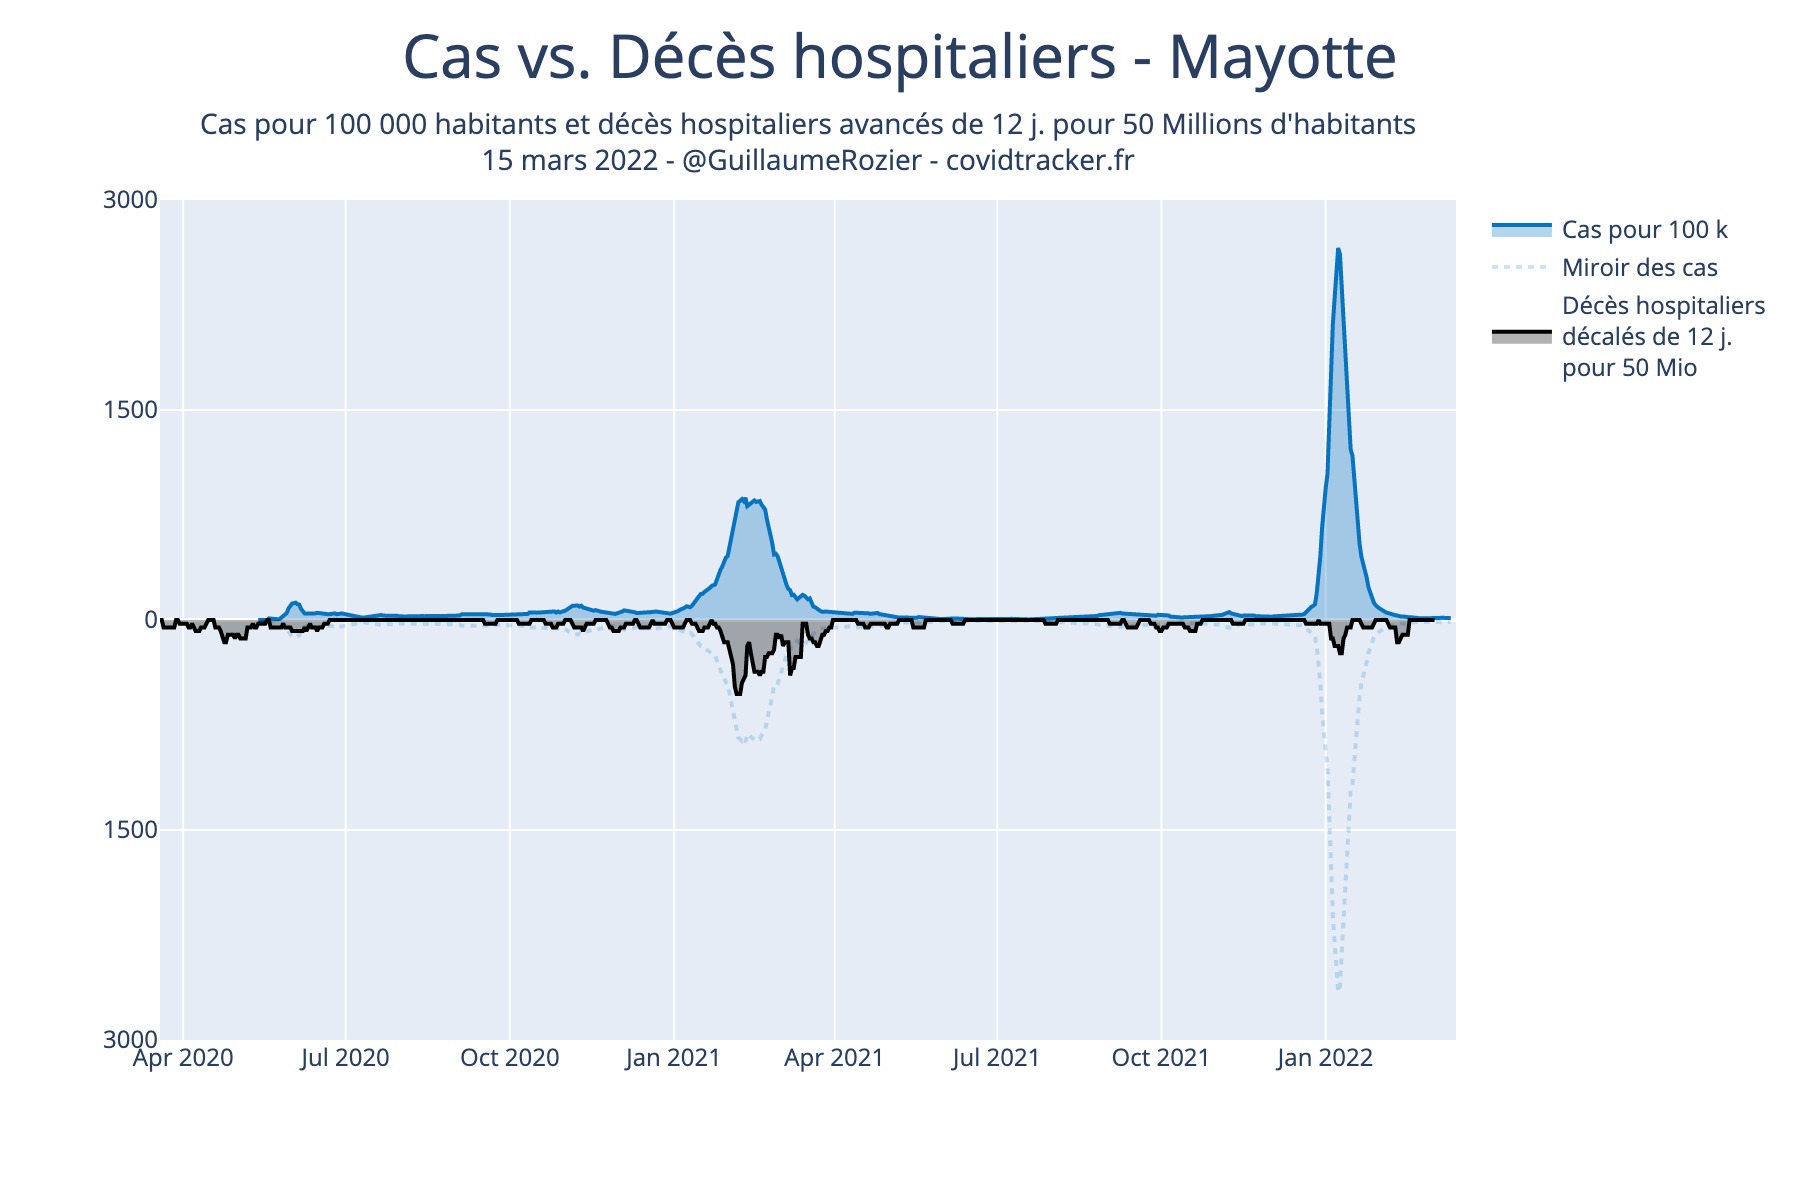 Cas vs. Décès hospitaliers - Mayotte
Cas pour 100 000 habitants et décès hospitaliers avancés de 12 j. pour 50 Millions d'habitants
15 mars 2022 - @GuillaumeRozier - covidtracker.fr
3000
1500
0
1500
3000
Apr 2020
Jul 2020
Oct 2020
Jan 2021
Apr 2021
Jul 2021
Oct 2021
Jan 2022
Cas pour 100 k
Miroir des cas
Décès hospitaliers
décalés de 12 j.
pour 50 Mio